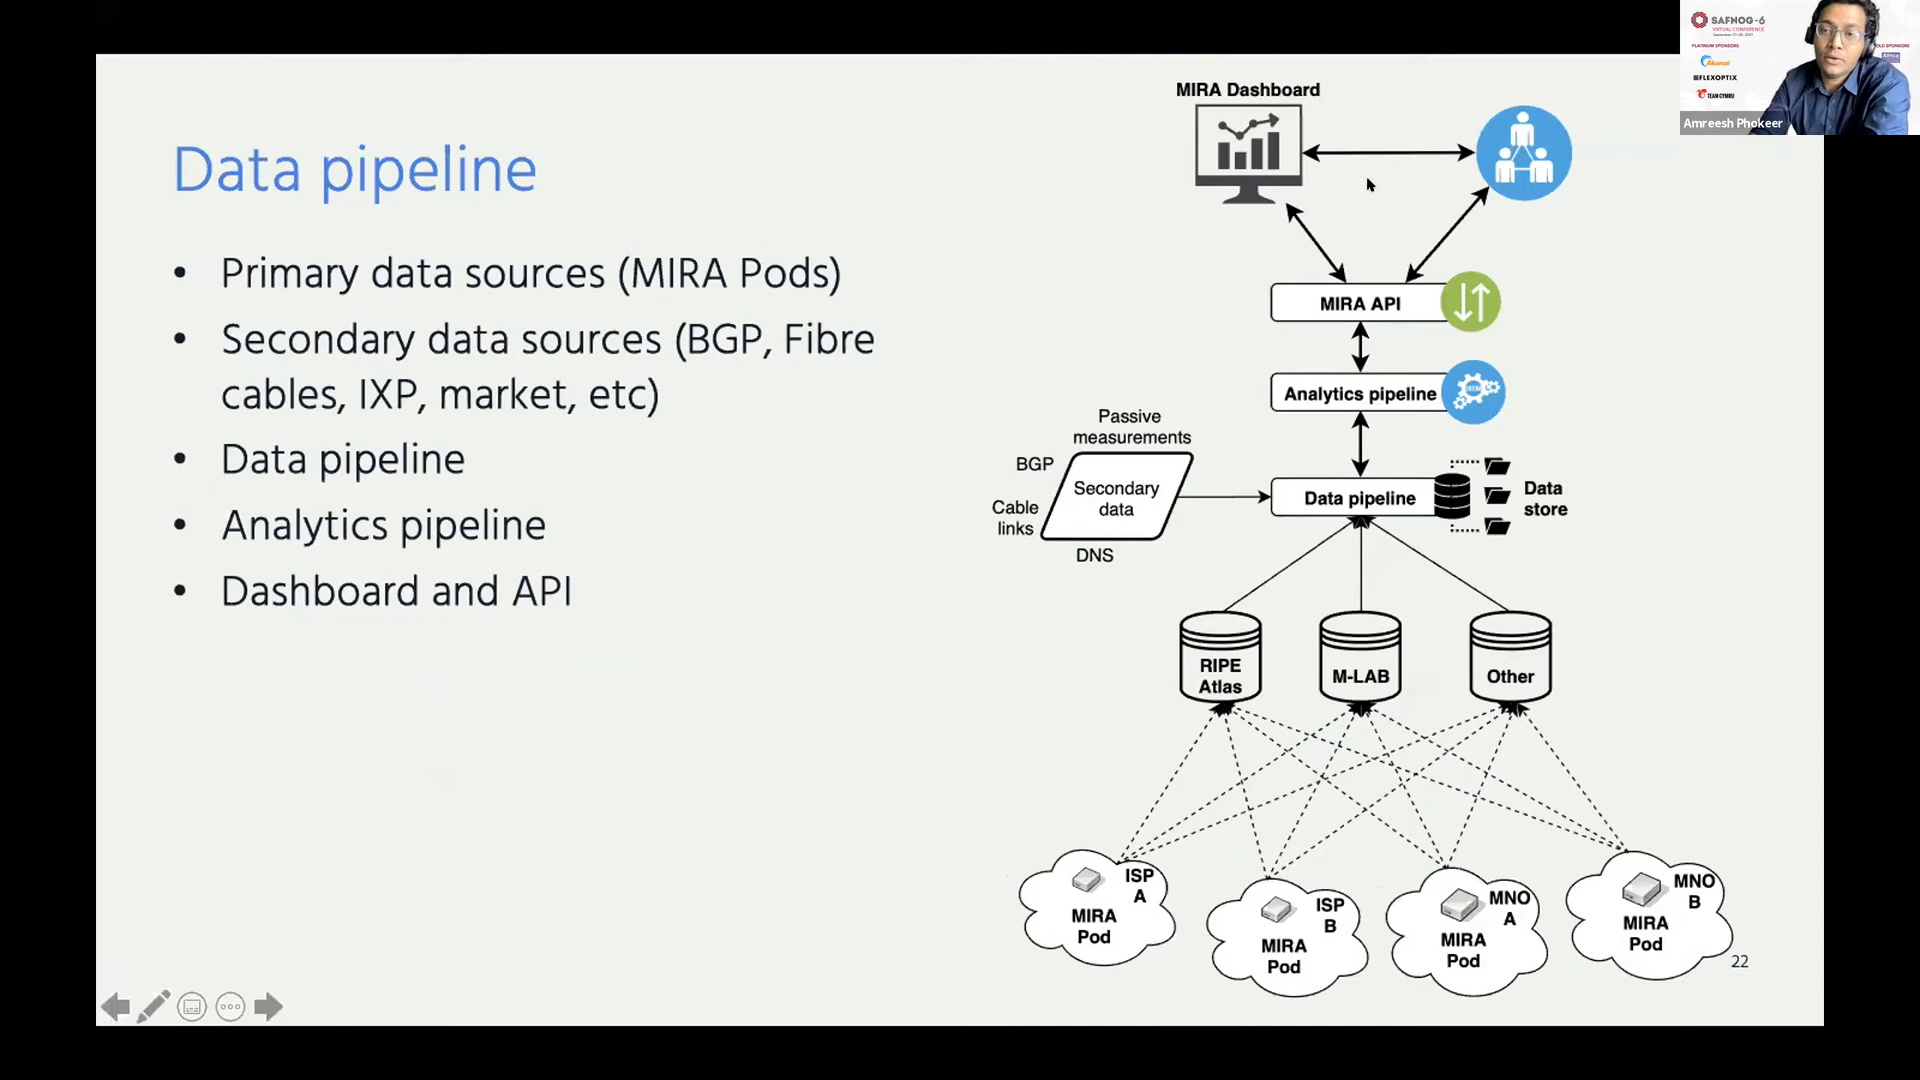 Data pipeline
• Primary data sources (MIRA Pods)
• Secondary data sources (BGP, Fibre
cables, IXP, market, etc)
• Data pipeline
• Analytics pipeline
• Dashboard and API
MIRA Dashboard
MIRA API
Analytics pipeline
Passive
measurements
BGP
Secondary
data
Cable
links
DNS
Data pipeline
Data
store
RIPE
Atlas
M-LAB
Other
ISP
A
MIRA
Pod
ISP
B
MIRA
Pod
MNO
A
MIRA
Pod
MNO
B
MIRA
Pod
22
SAFNOG-6
VIRTUAL CONFERENCE
PLATINUM SPONSORS
Akamai
FLEXOPTIX
TEAM CYMRU
OLD SPONSORS
Amreesh Phokeer